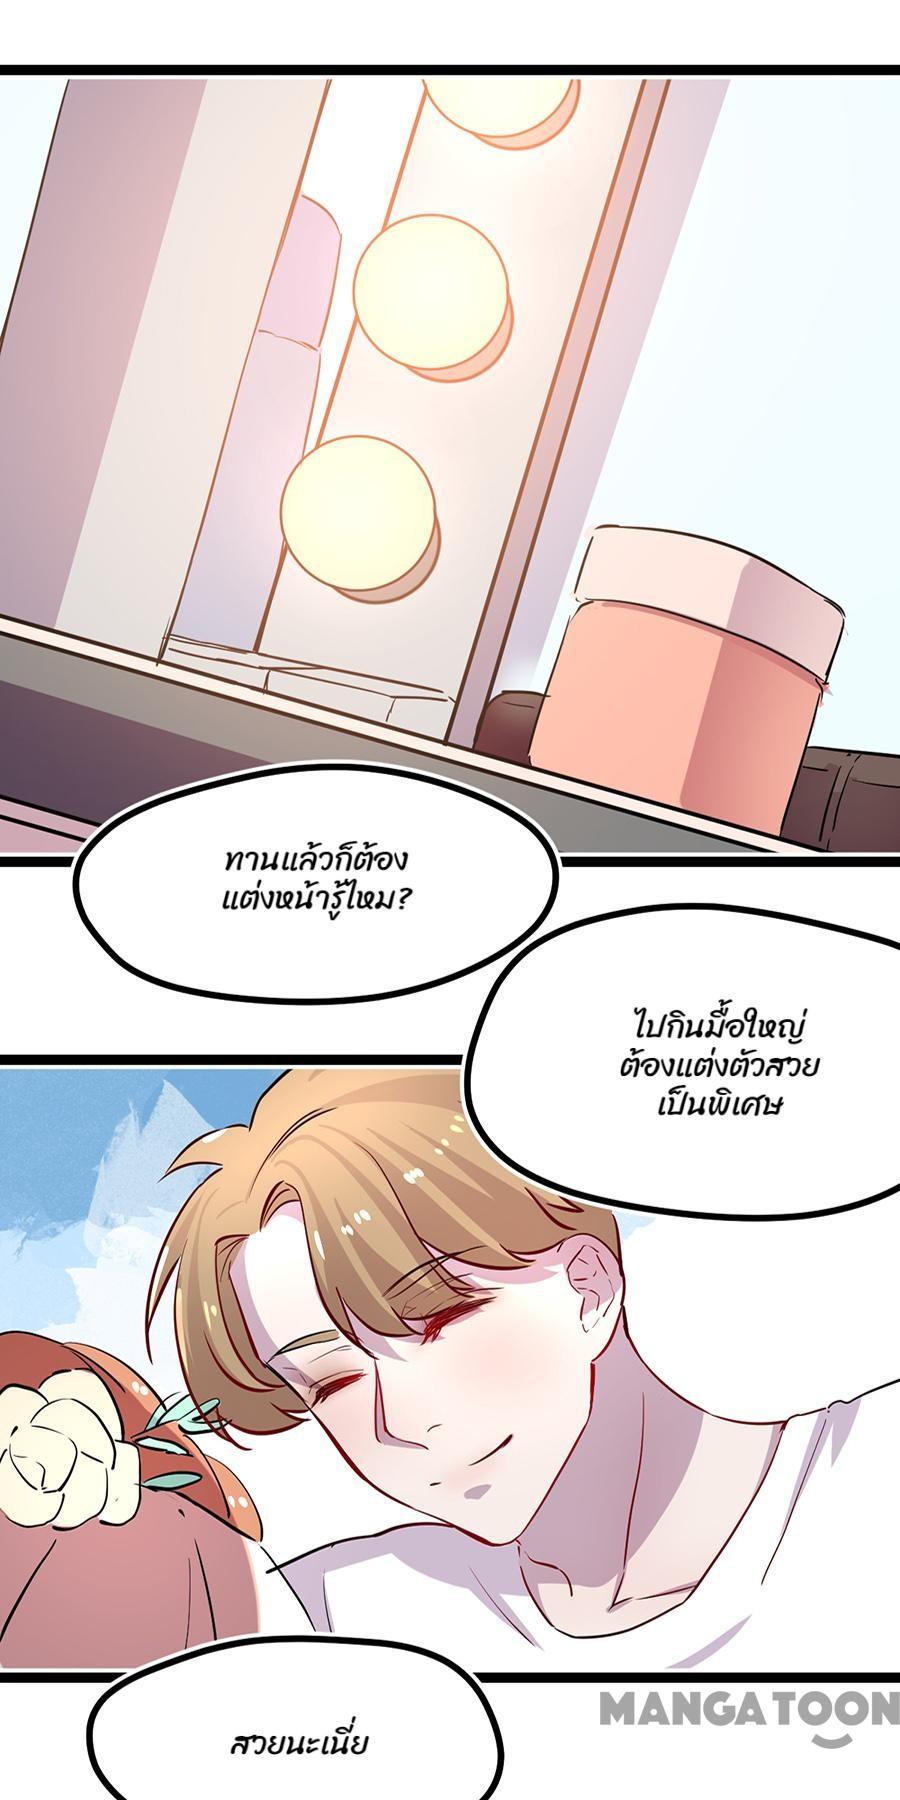 ทานแล้วก็ต้อง
แต่งหน้ารู้ไหม?
ไปกินมื้อใหญ่
ต้องแต่งตัวสวย
เป็นพิเศษ
สวยนะเนี่ย
MANGATOON